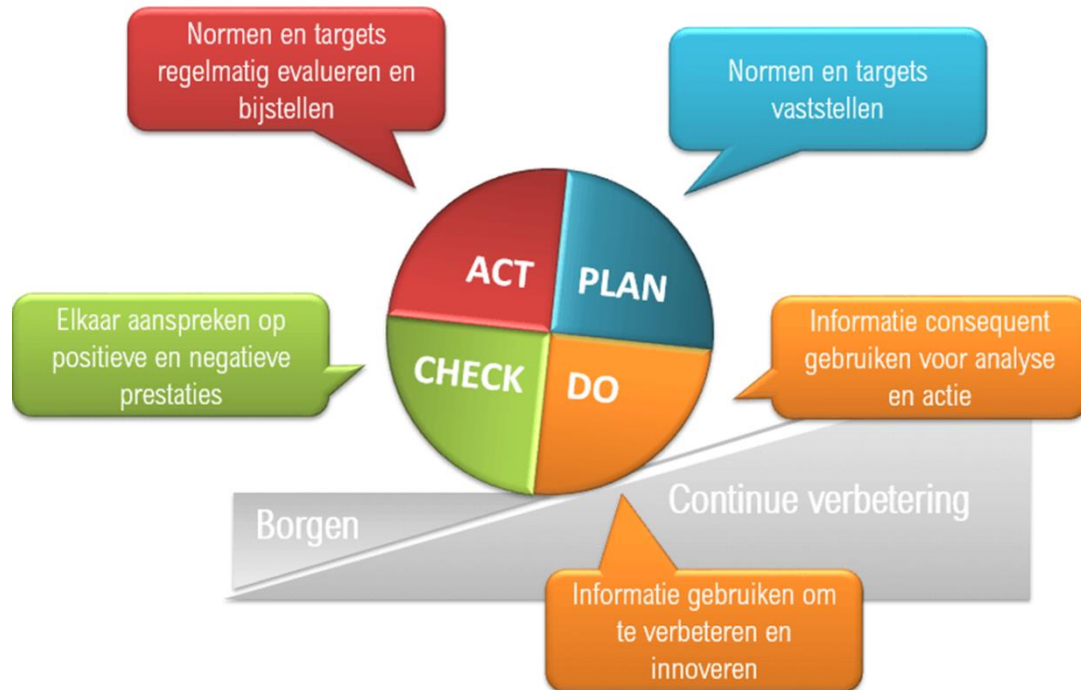 Normen en targets
regelmatig evalueren en
bijstellen
Normen en targets
vaststellen
ACT
PLAN
CHECK
DO
Elkaar aanspreken op
positieve en negatieve
prestaties
Informatie consequent
gebruiken voor analyse
en actie
Borgen
Continue verbetering
Informatie gebruiken om
te verbeteren en
innoveren